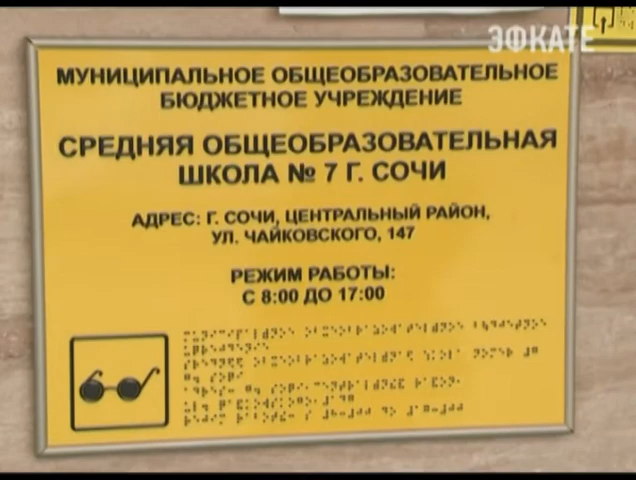 ЭФКАТЕ
МУНИЦИПАЛЬНОЕ ОБЩЕОБРАЗОВАТЕЛЬНОЕ
БЮДЖЕТНОЕ УЧРЕЖДЕНИЕ
СРЕДНЯЯ ОБЩЕОБРАЗОВАТЕЛЬНАЯ
ШКОЛА № 7 Г. СОЧИ
АДРЕС: Г. СОЧИ, ЦЕНТРАЛЬНЫЙ РАЙОН,
УЛ. ЧАЙКОВСКОГО, 147
РЕЖИМ РАБОТЫ:
С 8:00 ДО 17:00